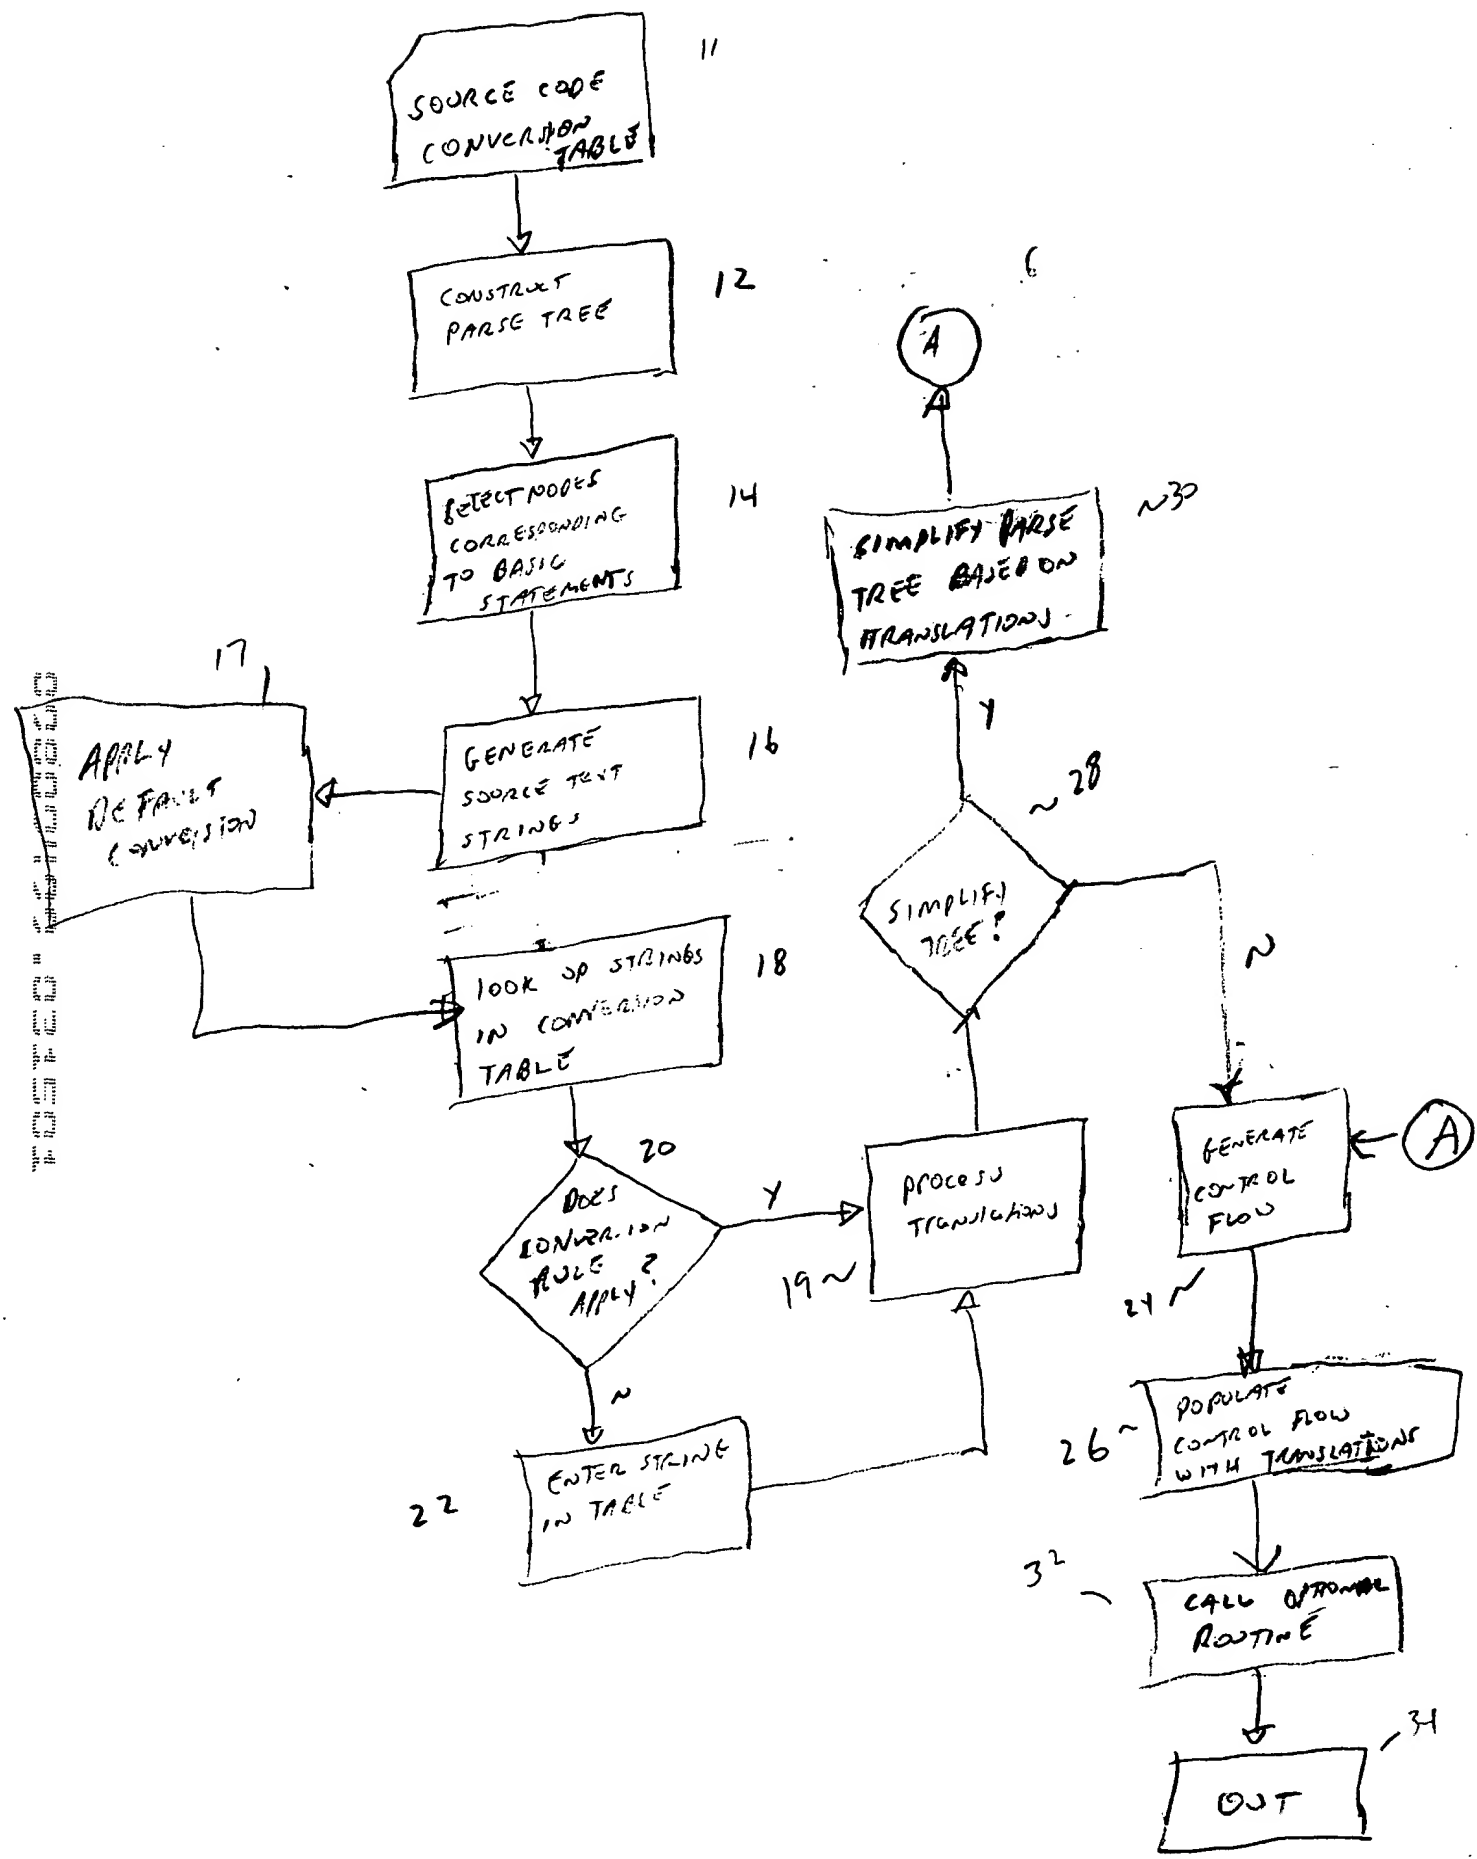 11
SOURCE CODE
CONVERSION
TABLE
12
CONSTRUCT
PARSE TREE
14
SELECT NODES
CORRESPONDING
TO BASIC
STATEMENTS
16
GENERATE
SOURCE TEXT
STRINGS
17
APPLY
DEFAULT
CONVERSION
18
LOOK UP STRINGS
IN CONVERSION
TABLE
20
DOES
CONVERSION
RULE
APPLY?
Y
N
22
ENTER STRING
IN TABLE
PROCESS
TRANSLATIONS
19
SIMPLIFY
TREE?
28
Y
N
30
SIMPLIFY PARSE
TREE BASED ON
TRANSLATIONS
A
A
GENERATE
CONTROL
FLOW
24
26
POPULATE
CONTROL FLOW
WITH TRANSLATIONS
32
CALL OPTIONAL
ROUTINE
34
OUT